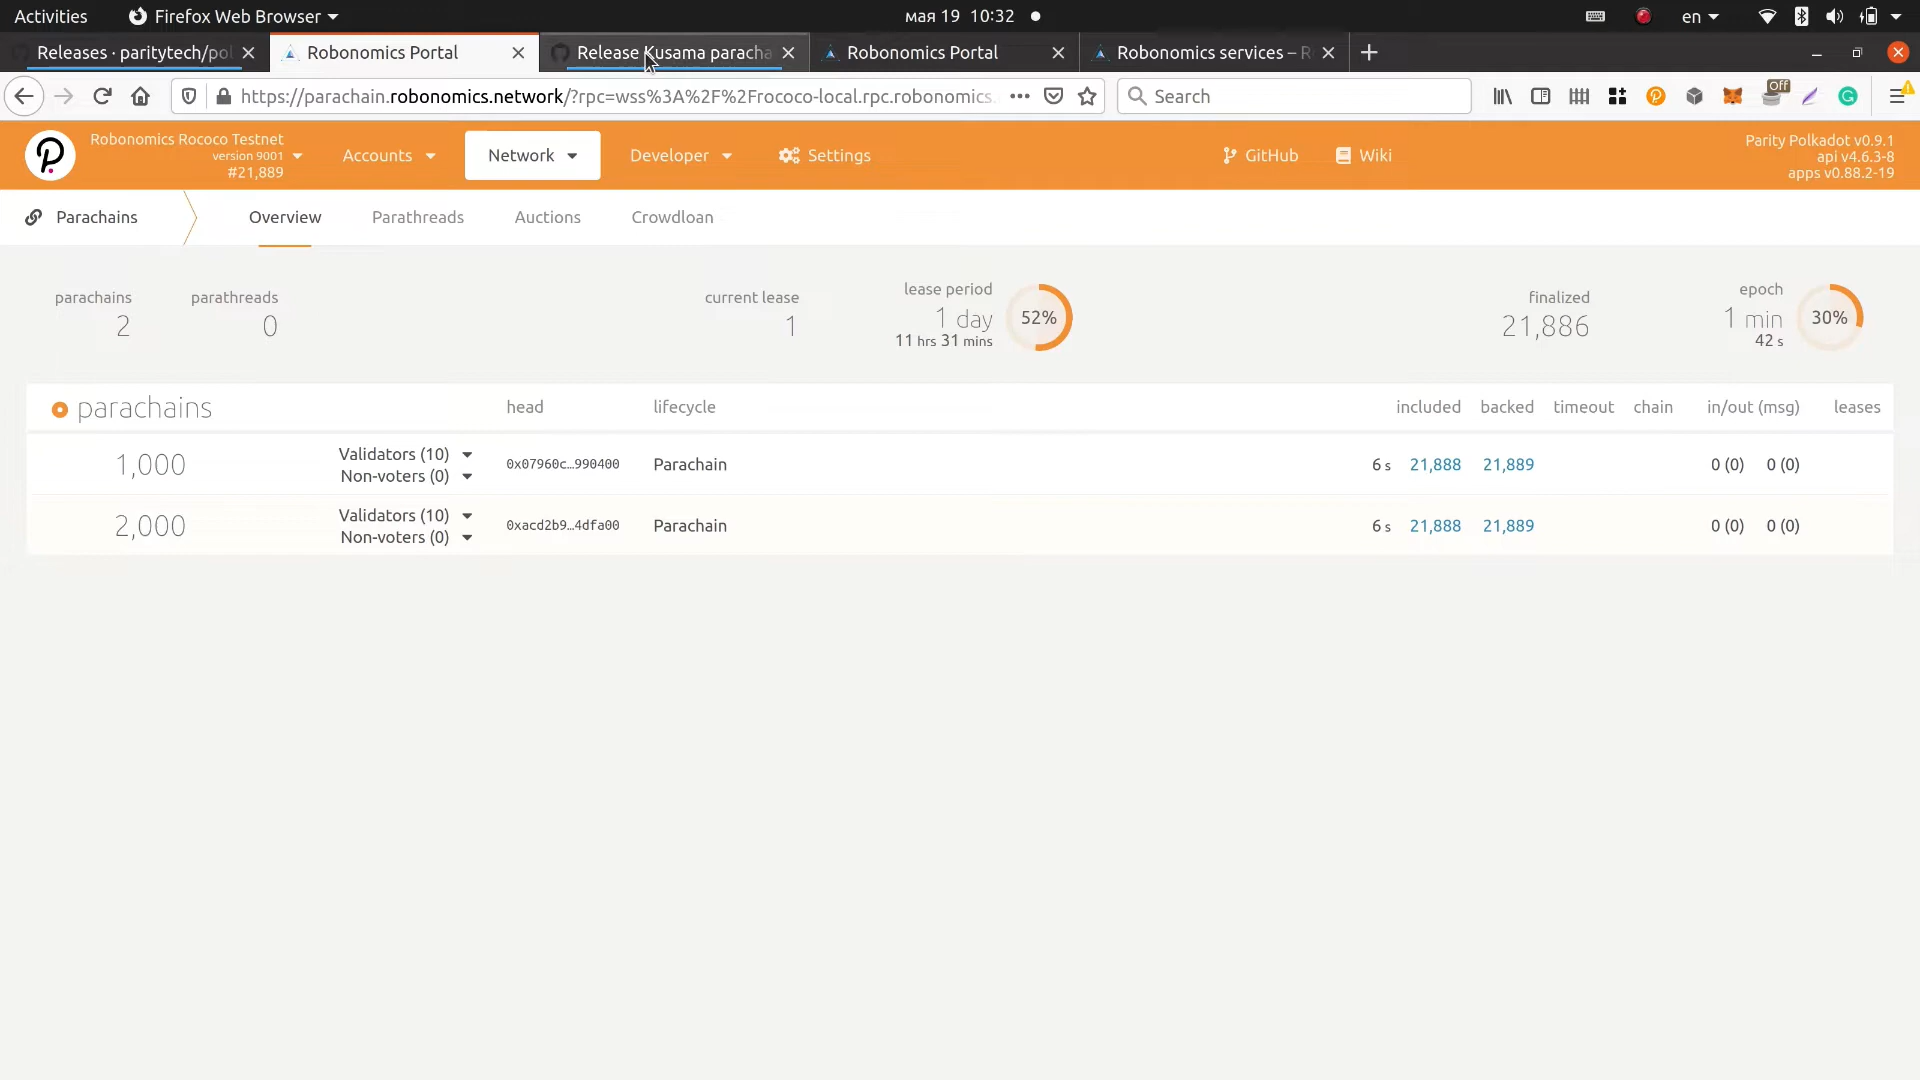 Activities Firefox Web Browser мая 19 10:32 en
Releases · paritytech/pol Robonomics Portal Release Kusama paracha Robonomics Portal Robonomics services – R
https://parachain.robonomics.network/?rpc=wss%3A%2F%2Frococo-local.rpc.robonomics. Search Off
Robonomics Rococo Testnet
version 9001
#21,889
Accounts Network Developer Settings GitHub Wiki
Parity Polkadot v0.9.1
api v4.6.3-8
apps v0.88.2-19
Parachains Overview Parathreads Auctions Crowdloan
parachains
2
parathreads
0
current lease
1
lease period
1 day
11 hrs 31 mins
52%
finalized
21,886
epoch
1 min
42 s
30%
parachains head lifecycle included backed timeout chain in/out (msg) leases
1,000 Validators (10) 0x07960c…990400 Parachain 6 s 21,888 21,889 0 (0) 0 (0)
Non-voters (0)
2,000 Validators (10) 0xacd2b9…4dfa00 Parachain 6 s 21,888 21,889 0 (0) 0 (0)
Non-voters (0)